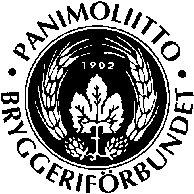 • PANIMOLIITTO •
1902
BRYGGERIFÖRBUNDET